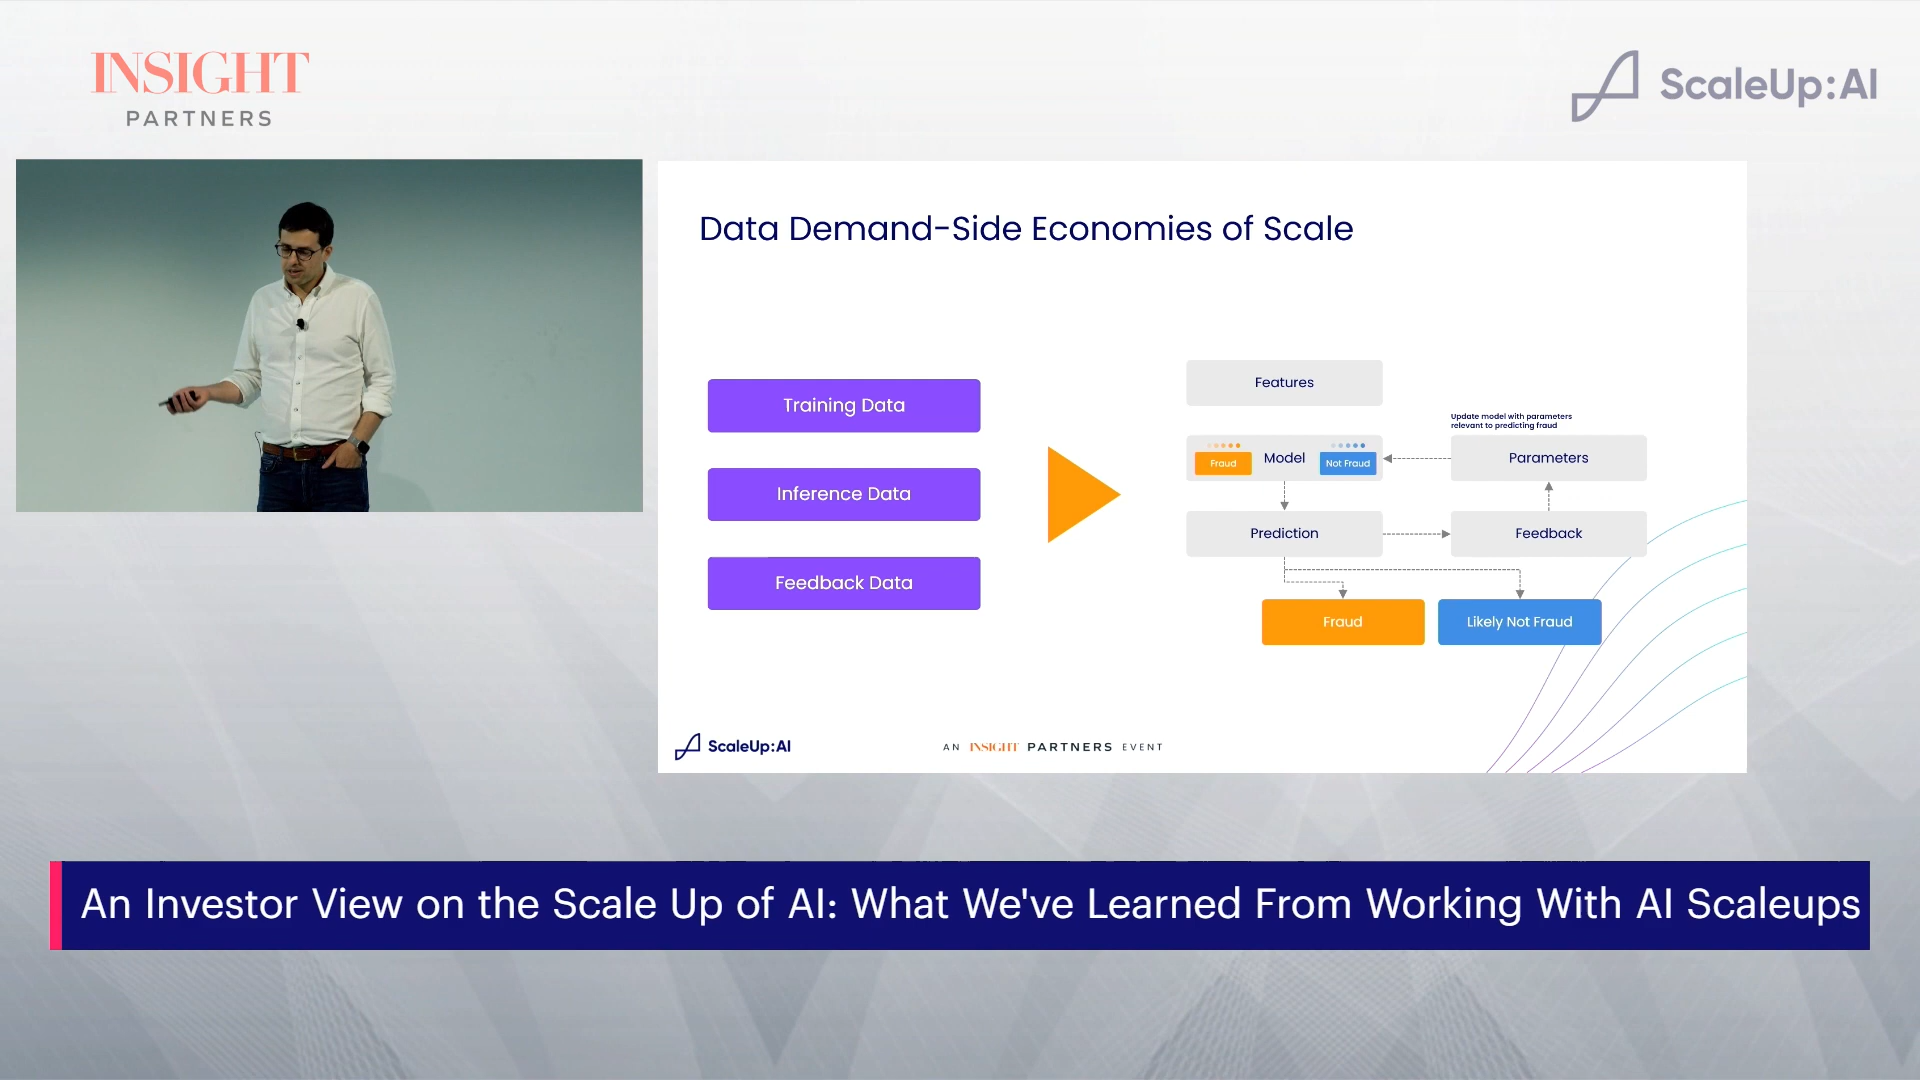 INSIGHT
PARTNERS
ScaleUp:AI
Data Demand-Side Economies of Scale
Training Data
Inference Data
Feedback Data
Features
Update model with parameters
relevant to predicting fraud
Fraud
Model
Not Fraud
Parameters
Prediction
Feedback
Fraud
Likely Not Fraud
ScaleUp:AI
AN INSIGHT PARTNERS EVENT
An Investor View on the Scale Up of AI: What We've Learned From Working With AI Scaleups